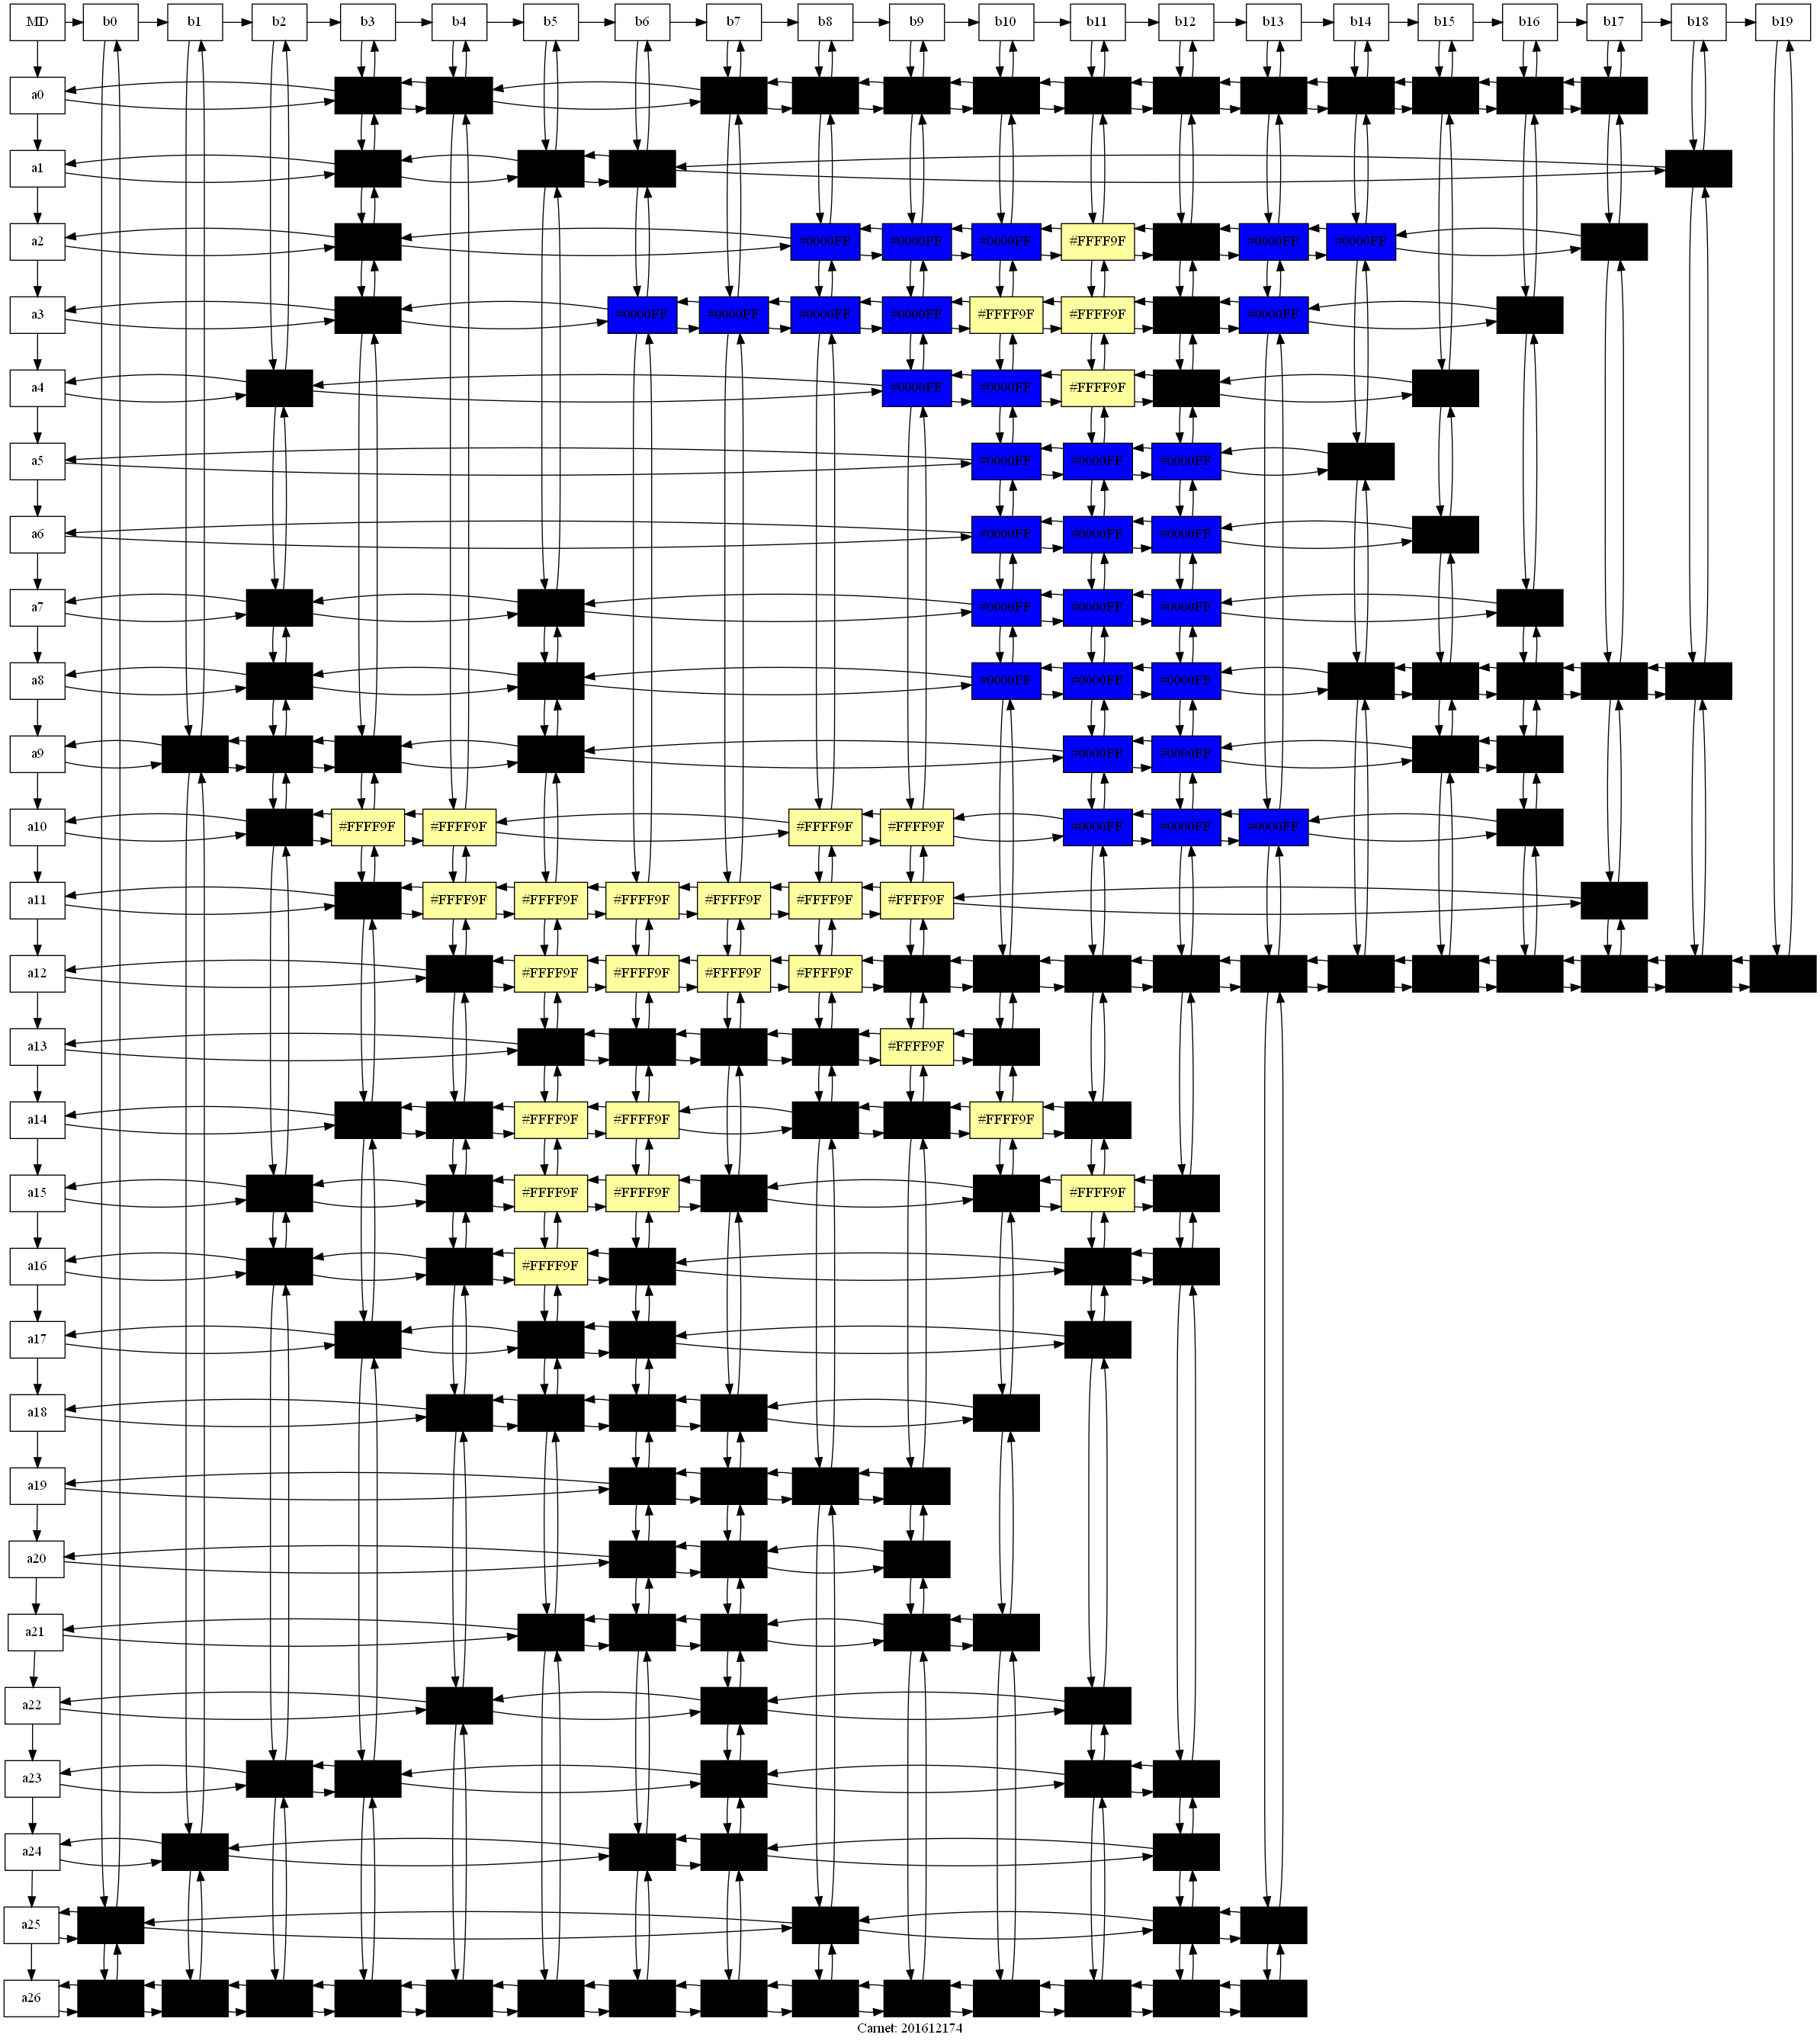 MD b0 b1 b2 b3 b4 b5 b6 b7 b8 b9 b10 b11 b12 b13 b14 b15 b16 b17 b18 b19
a0
a1
a2 #0000FF #0000FF #0000FF #FFFF9F #0000FF #0000FF
a3 #0000FF #0000FF #0000FF #0000FF #FFFF9F #FFFF9F #0000FF
a4 #0000FF #0000FF #FFFF9F
a5 #0000FF #0000FF #0000FF
a6 #0000FF #0000FF #0000FF
a7 #0000FF #0000FF #0000FF
a8 #0000FF #0000FF #0000FF
a9 #0000FF #0000FF
a10 #FFFF9F #FFFF9F #FFFF9F #FFFF9F #0000FF #0000FF #0000FF
a11 #FFFF9F #FFFF9F #FFFF9F #FFFF9F #FFFF9F #FFFF9F
a12 #FFFF9F #FFFF9F #FFFF9F #FFFF9F
a13 #FFFF9F
a14 #FFFF9F #FFFF9F #FFFF9F
a15 #FFFF9F #FFFF9F #FFFF9F
a16 #FFFF9F
a17
a18
a19
a20
a21
a22
a23
a24
a25
a26
Carnet: 201612174